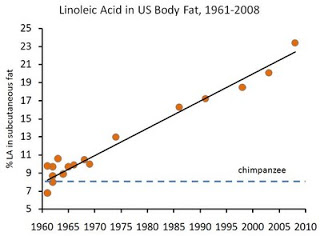 Linoleic Acid in US Body Fat, 1961-2008
% LA in subcutaneous fat
25
23
21
19
17
15
13
11
9
7
5
chimpanzee
1960 1965 1970 1975 1980 1985 1990 1995 2000 2005 2010